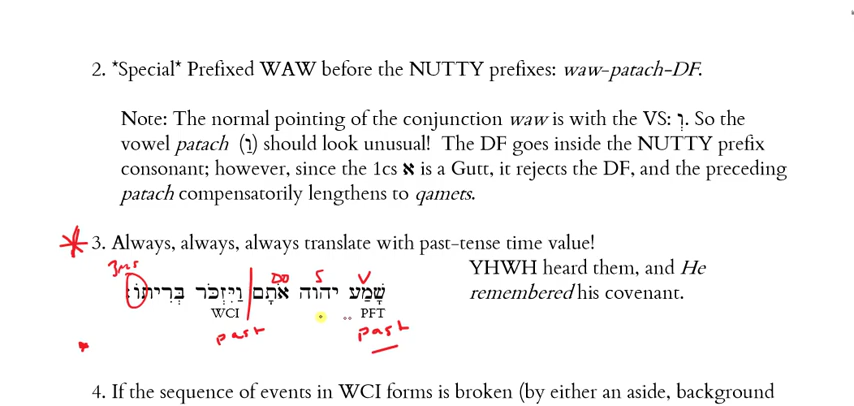 2. *Special* Prefixed WAW before the NUTTY prefixes: waw-patach-DF.
Note: The normal pointing of the conjunction waw is with the VS: וְ. So the
vowel patach (וַ) should look unusual! The DF goes inside the NUTTY prefix
consonant; however, since the 1cs א is a Gutt, it rejects the DF, and the preceding
patach compensatorily lengthens to qamets.
3. Always, always, always translate with past-tense time value!
3ms DO S V
שָׁמַע יהוה אֹתָם וַיִּזְכֹּר בְּרִיתוֹ׃
YHWH heard them, and He
remembered his covenant.
WCI PFT
past past
4. If the sequence of events in WCI forms is broken (by either an aside, background